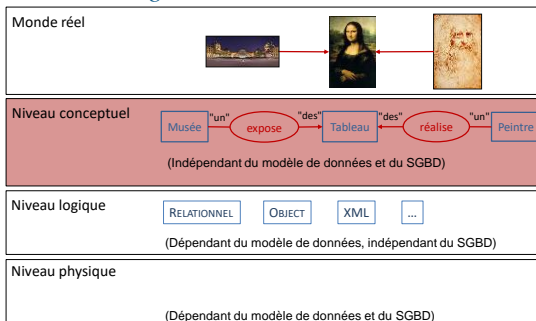 Monde réel
Niveau conceptuel
Musée "un" expose "des" Tableau "des" réalise "un" Peintre
(Indépendant du modèle de données et du SGBD)
Niveau logique
RELATIONNEL OBJECT XML ...
(Dépendant du modèle de données, indépendant du SGBD)
Niveau physique
(Dépendant du modèle de données et du SGBD)